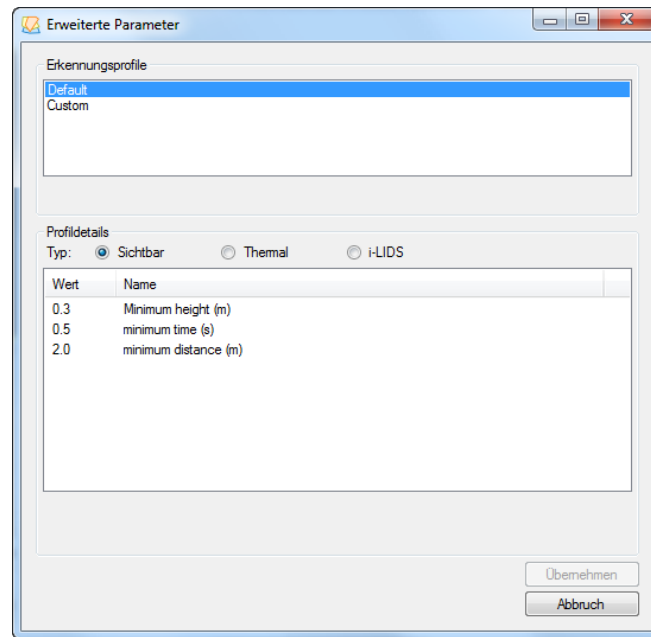 Erweiterte Parameter
Erkennungsprofile
Default
Custom
Profildetails
Typ: Sichtbar Thermal i-LIDS
Wert Name
0.3 Minimum height (m)
0.5 minimum time (s)
2.0 minimum distance (m)
Übernehmen
Abbruch